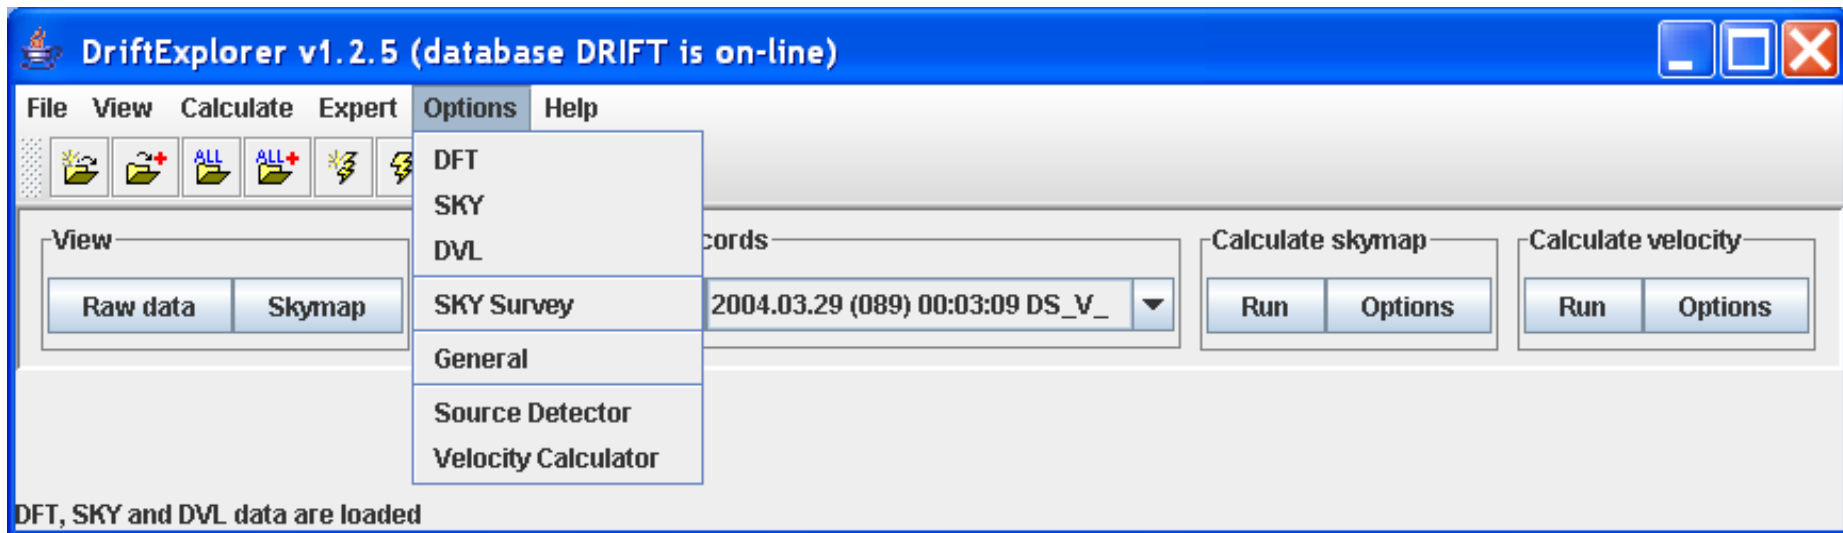 DriftExplorer v1.2.5 (database DRIFT is on-line)
File View Calculate Expert Options Help
ALL ALL+
DFT
SKY
DVL
SKY Survey
General
Source Detector
Velocity Calculator
View
Raw data Skymap
2004.03.29 (089) 00:03:09 DS_V_
Calculate skymap
Run Options
Calculate velocity
Run Options
DFT, SKY and DVL data are loaded